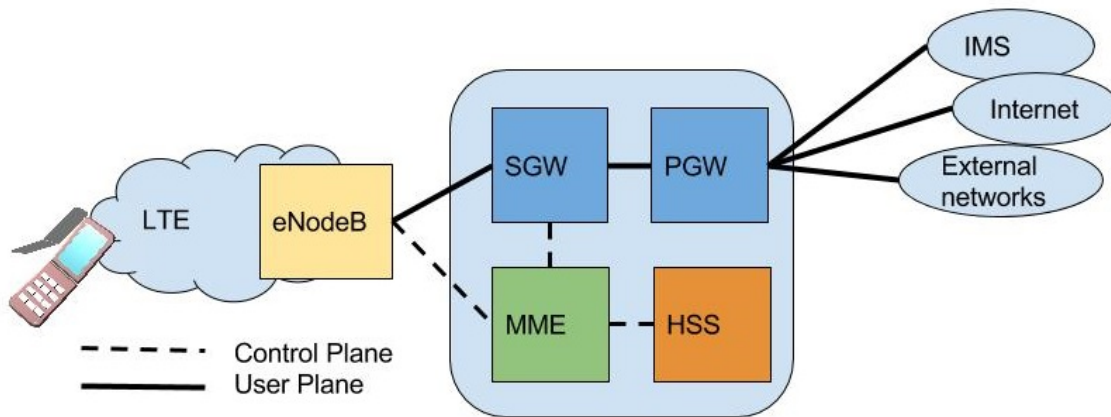 IMS
Internet
External
networks
SGW
PGW
LTE
eNodeB
MME
HSS
Control Plane
User Plane